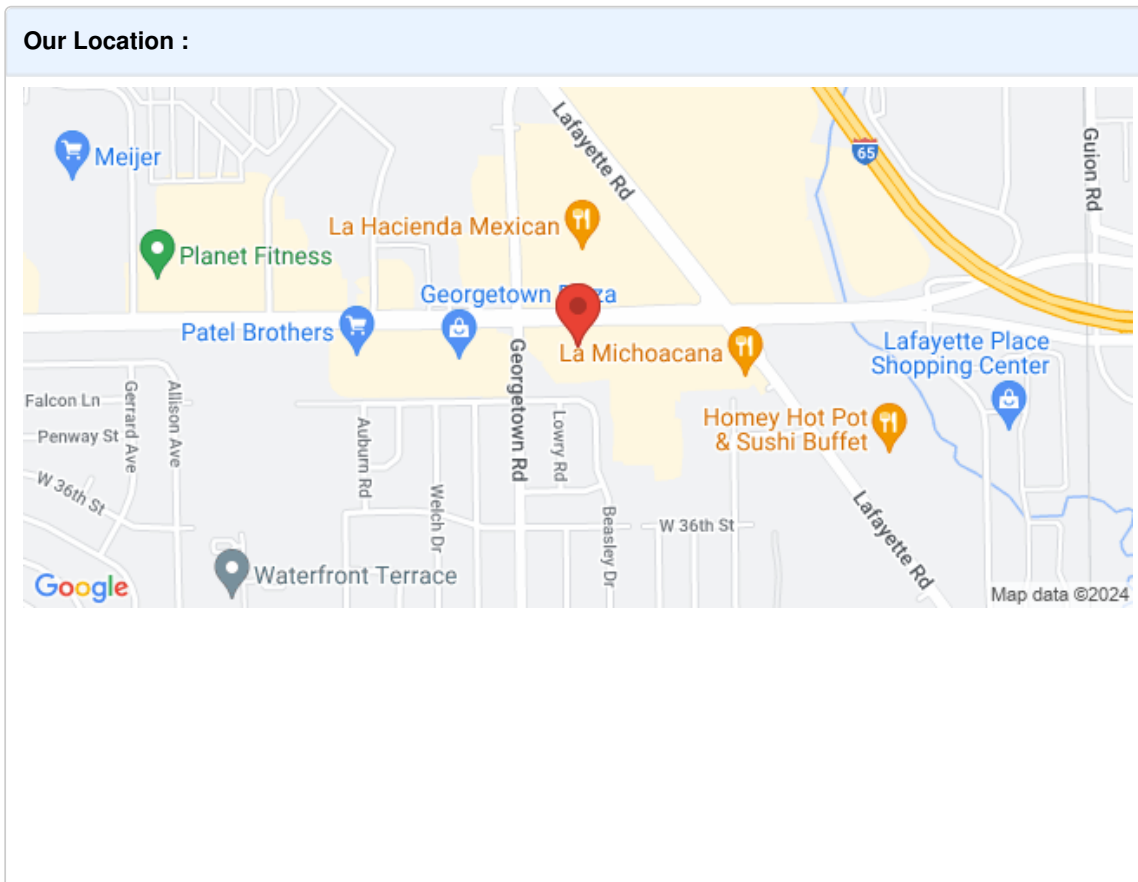 Our Location :
Lafayette Rd
65
Guion Rd
Meijer
La Hacienda Mexican
Planet Fitness
Georgetown
Patel Brothers
La Michoacana
Lafayette Place
Shopping Center
Georgetown Rd
Falcon Ln
Gerrard Ave
Allison Ave
Penway St
Auburn Rd
Lowry Rd
Homey Hot Pot
& Sushi Buffet
W 36th St
Welch Dr
Beasley Dr
W 36th St
Lafayette Rd
Waterfront Terrace
Google
Map data ©2024